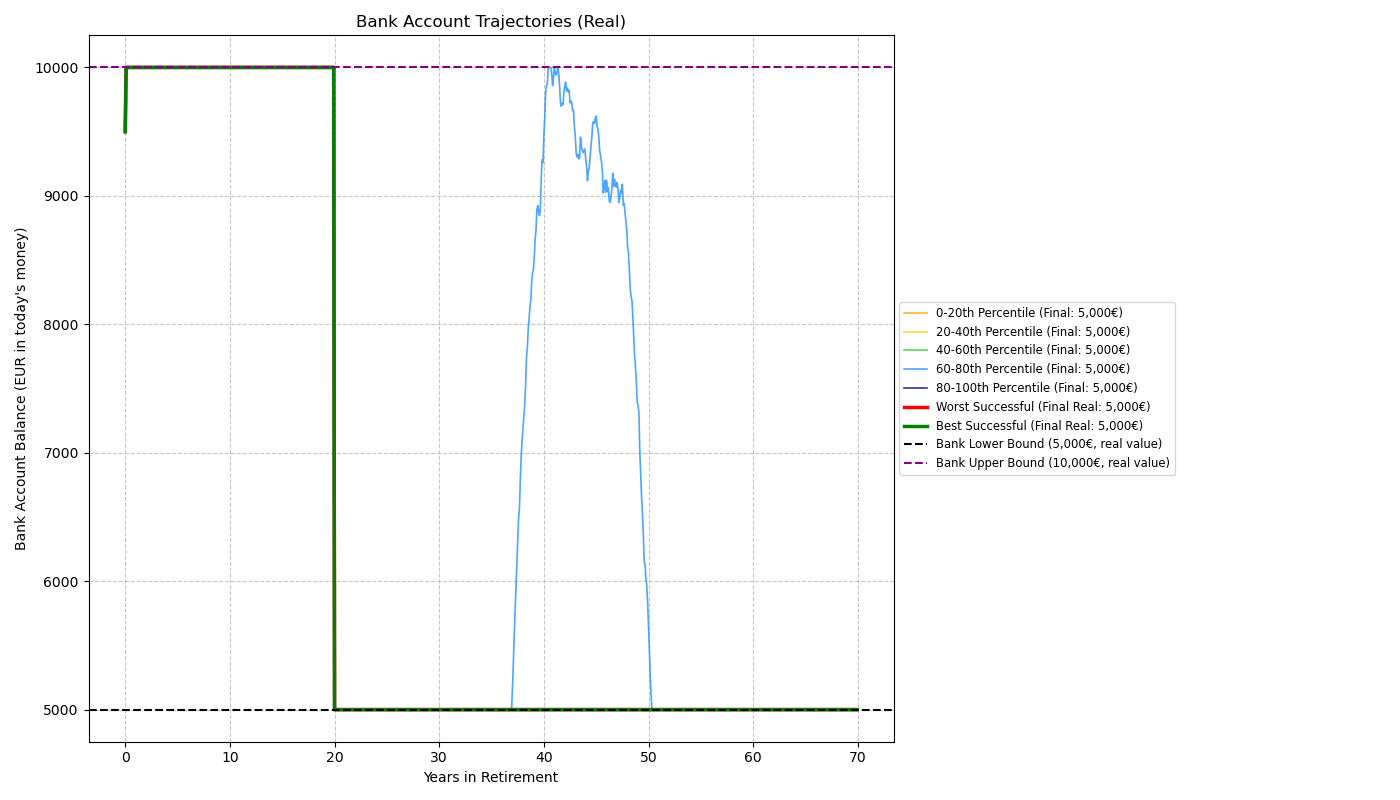 Bank Account Trajectories (Real)
Bank Account Balance (EUR in today's money)
10000
9000
8000
7000
6000
5000
0 10 20 30 40 50 60 70
Years in Retirement
0-20th Percentile (Final: 5,000€)
20-40th Percentile (Final: 5,000€)
40-60th Percentile (Final: 5,000€)
60-80th Percentile (Final: 5,000€)
80-100th Percentile (Final: 5,000€)
Worst Successful (Final Real: 5,000€)
Best Successful (Final Real: 5,000€)
Bank Lower Bound (5,000€, real value)
Bank Upper Bound (10,000€, real value)